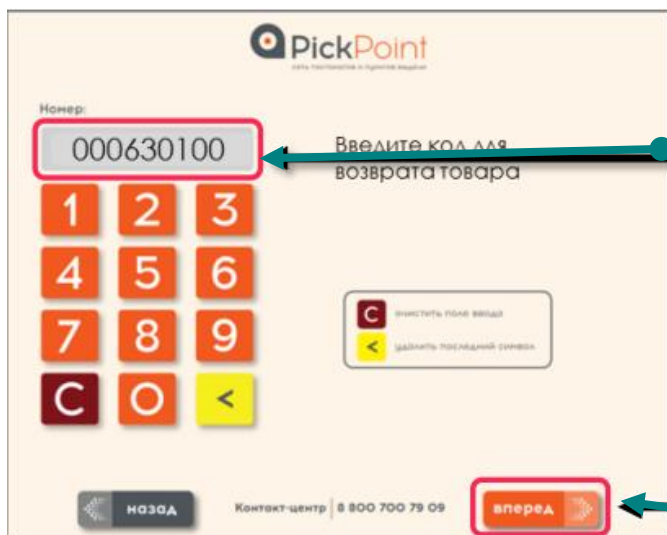 PickPoint
сеть постаматов и пунктов выдачи
Номер:
000630100
Введите код для
возврата товара
1 2 3
4 5 6
7 8 9
C 0 <
C очистить поле ввода
< удалить последний символ
назад
Контакт-центр 8 800 700 79 09
вперед